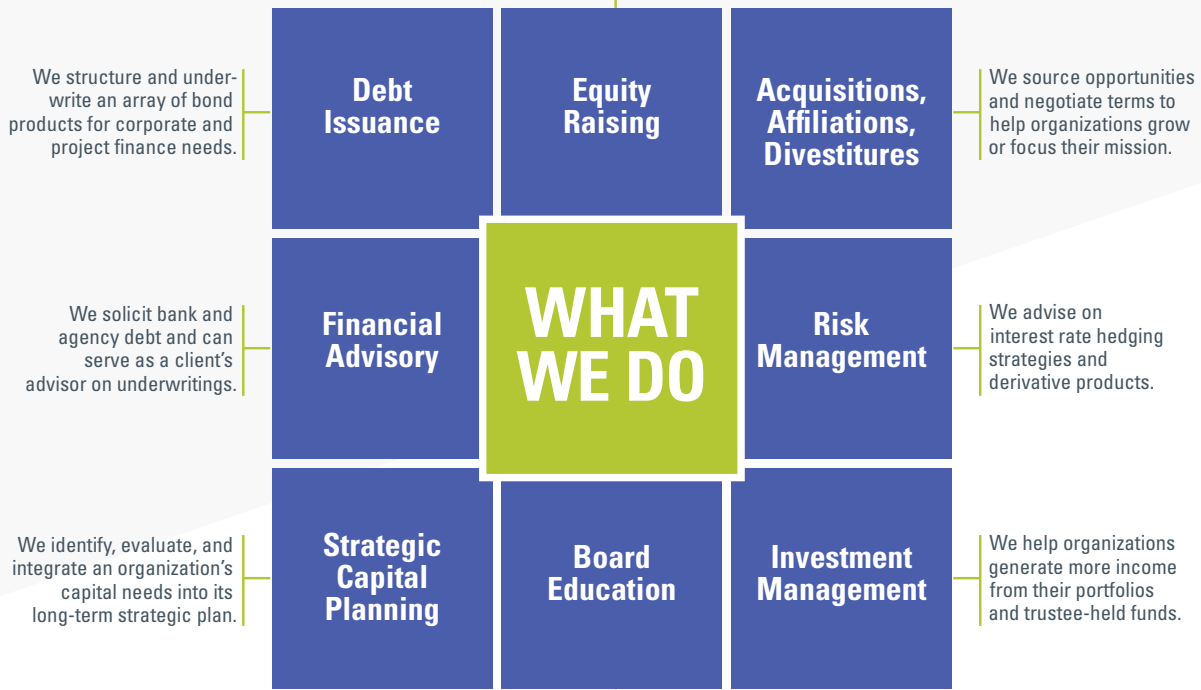 We structure and under-
write an array of bond
products for corporate and
project finance needs.
Debt
Issuance
Equity
Raising
Acquisitions,
Affiliations,
Divestitures
We source opportunities
and negotiate terms to
help organizations grow
or focus their mission.
We solicit bank and
agency debt and can
serve as a client’s
advisor on underwritings.
Financial
Advisory
WHAT
WE DO
Risk
Management
We advise on
interest rate hedging
strategies and
derivative products.
We identify, evaluate, and
integrate an organization’s
capital needs into its
long-term strategic plan.
Strategic
Capital
Planning
Board
Education
Investment
Management
We help organizations
generate more income
from their portfolios
and trustee-held funds.